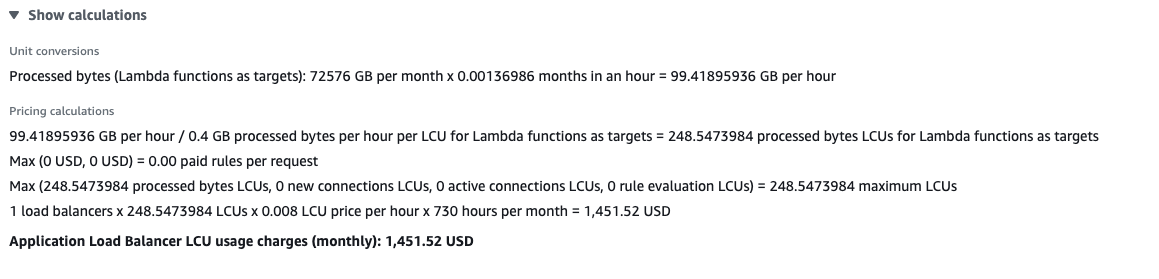 ▼ Show calculations
Unit conversions
Processed bytes (Lambda functions as targets): 72576 GB per month x 0.00136986 months in an hour = 99.41895936 GB per hour
Pricing calculations
99.41895936 GB per hour / 0.4 GB processed bytes per hour per LCU for Lambda functions as targets = 248.5473984 processed bytes LCUs for Lambda functions as targets
Max (0 USD, 0 USD) = 0.00 paid rules per request
Max (248.5473984 processed bytes LCUs, 0 new connections LCUs, 0 active connections LCUs, 0 rule evaluation LCUs) = 248.5473984 maximum LCUs
1 load balancers x 248.5473984 LCUs x 0.008 LCU price per hour x 730 hours per month = 1,451.52 USD
Application Load Balancer LCU usage charges (monthly): 1,451.52 USD